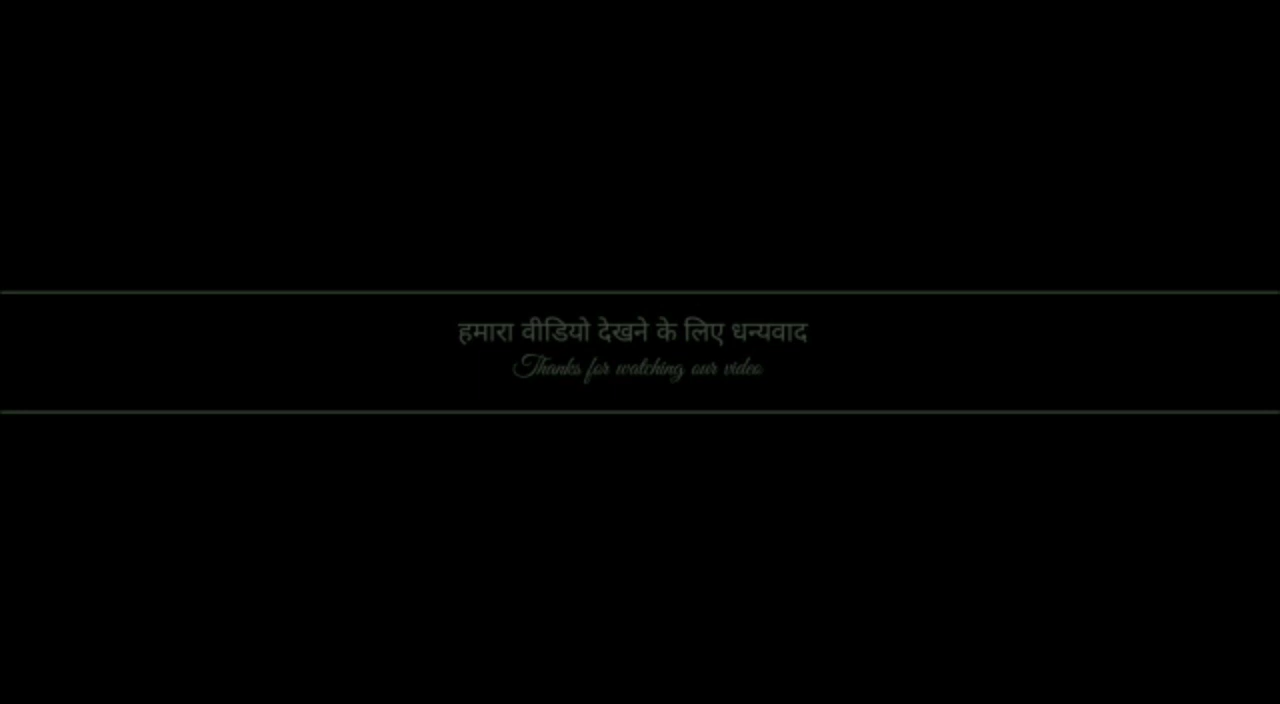 हमारा वीडियो देखने के लिए धन्यवाद
Thanks for watching our video